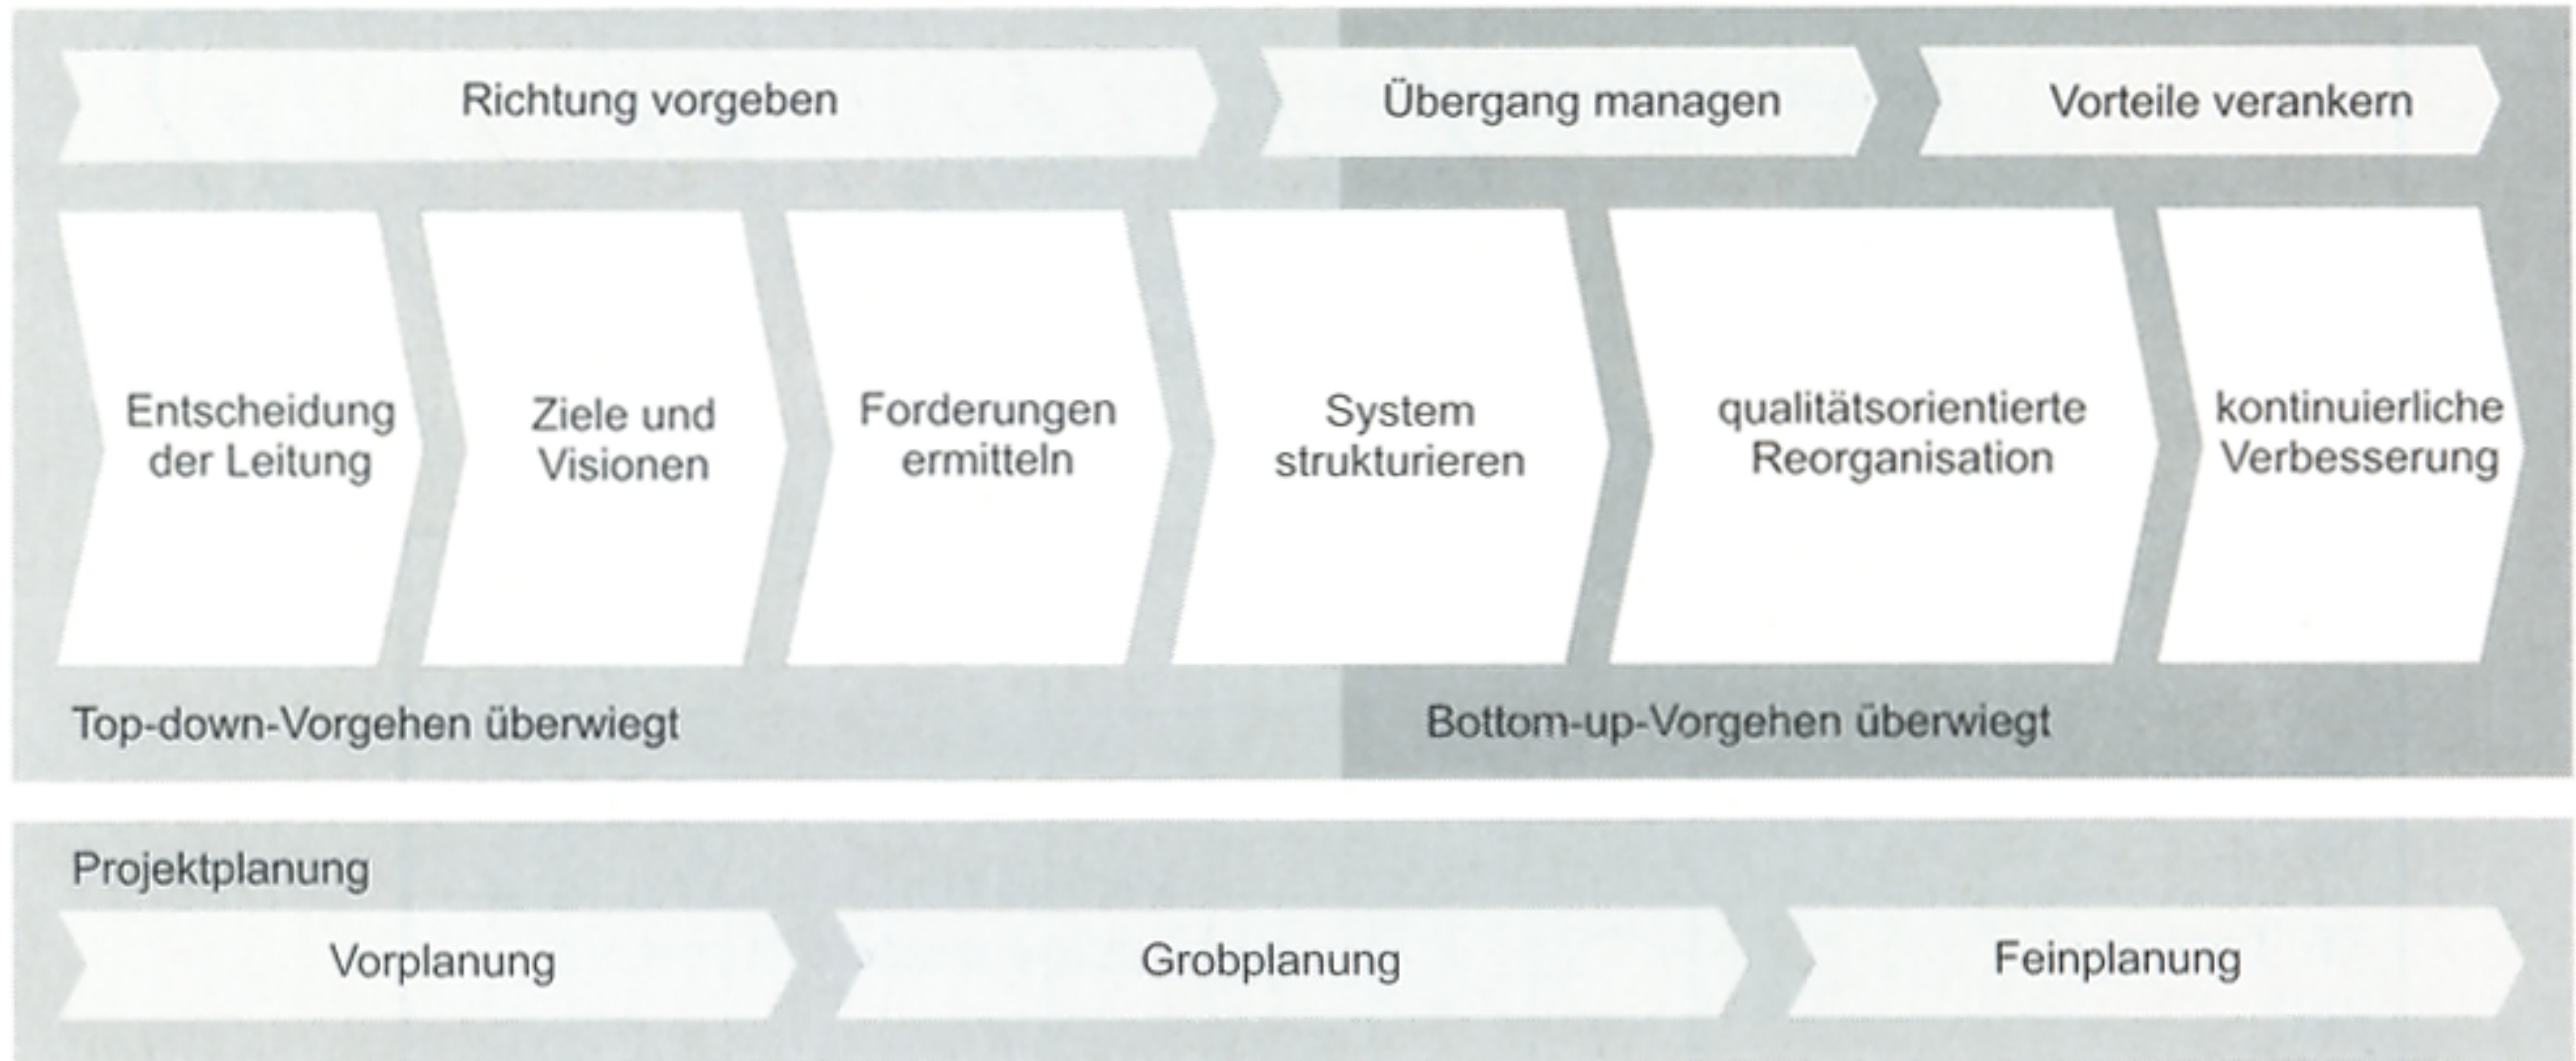 Richtung vorgeben
Übergang managen
Vorteile verankern
Entscheidung
der Leitung
Ziele und
Visionen
Forderungen
ermitteln
System
strukturieren
qualitätsorientierte
Reorganisation
kontinuierliche
Verbesserung
Top-down-Vorgehen überwiegt
Bottom-up-Vorgehen überwiegt
Projektplanung
Vorplanung
Grobplanung
Feinplanung